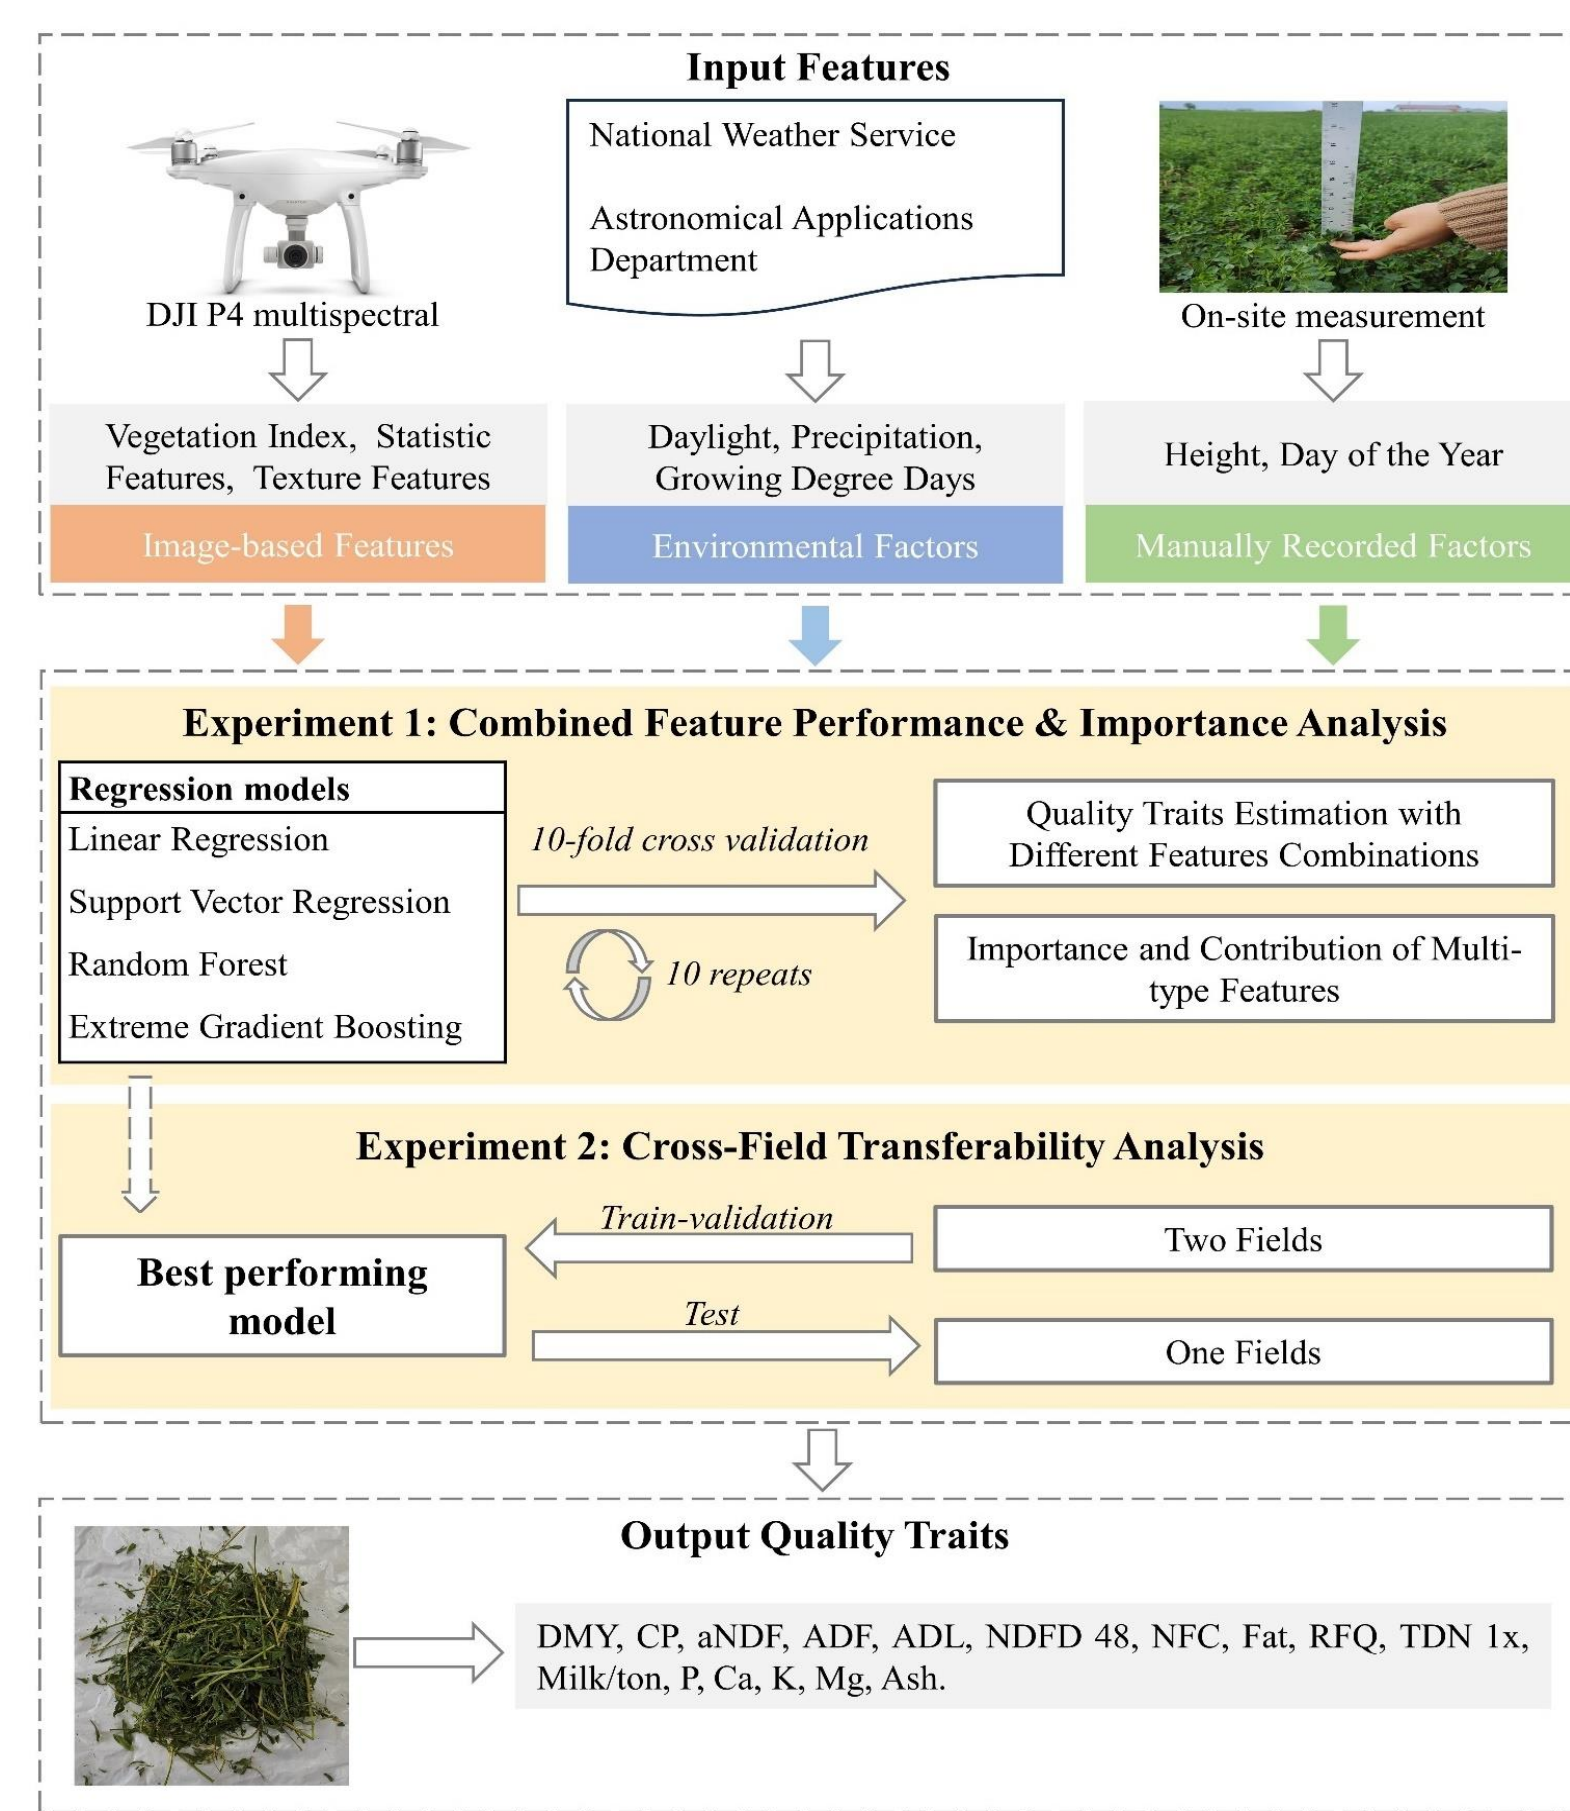 Input Features
National Weather Service
Astronomical Applications
Department
DJI P4 multispectral
On-site measurement
Vegetation Index, Statistic
Features, Texture Features
Image-based Features
Daylight, Precipitation,
Growing Degree Days
Environmental Factors
Height, Day of the Year
Manually Recorded Factors
Experiment 1: Combined Feature Performance & Importance Analysis
Regression models
Linear Regression
Support Vector Regression
Random Forest
Extreme Gradient Boosting
10-fold cross validation
10 repeats
Quality Traits Estimation with
Different Features Combinations
Importance and Contribution of Multi-
type Features
Experiment 2: Cross-Field Transferability Analysis
Best performing
model
Train-validation
Two Fields
Test
One Fields
Output Quality Traits
DMY, CP, aNDF, ADF, ADL, NDFD 48, NFC, Fat, RFQ, TDN 1x,
Milk/ton, P, Ca, K, Mg, Ash.